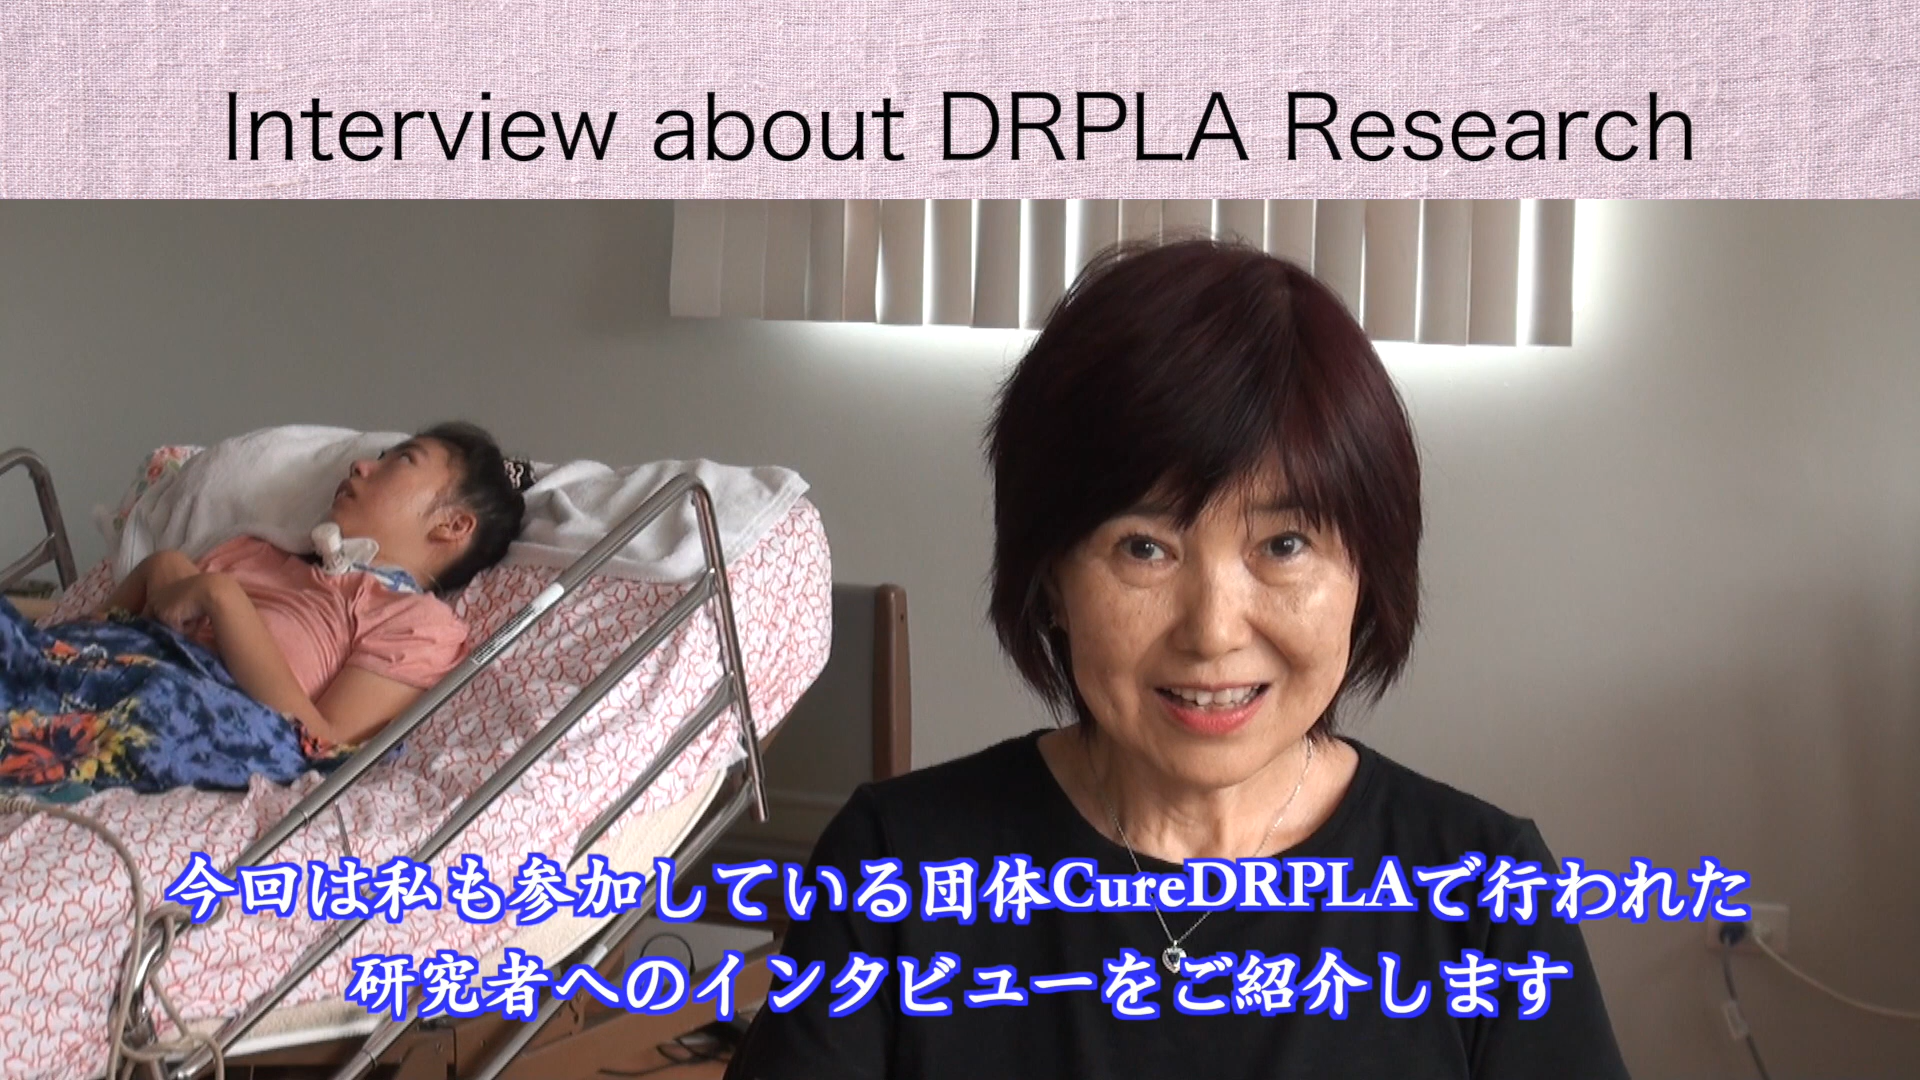 Interview about DRPLA Research
今回は私も参加している団体CureDRPLAで行われた
研究者へのインタビューをご紹介します